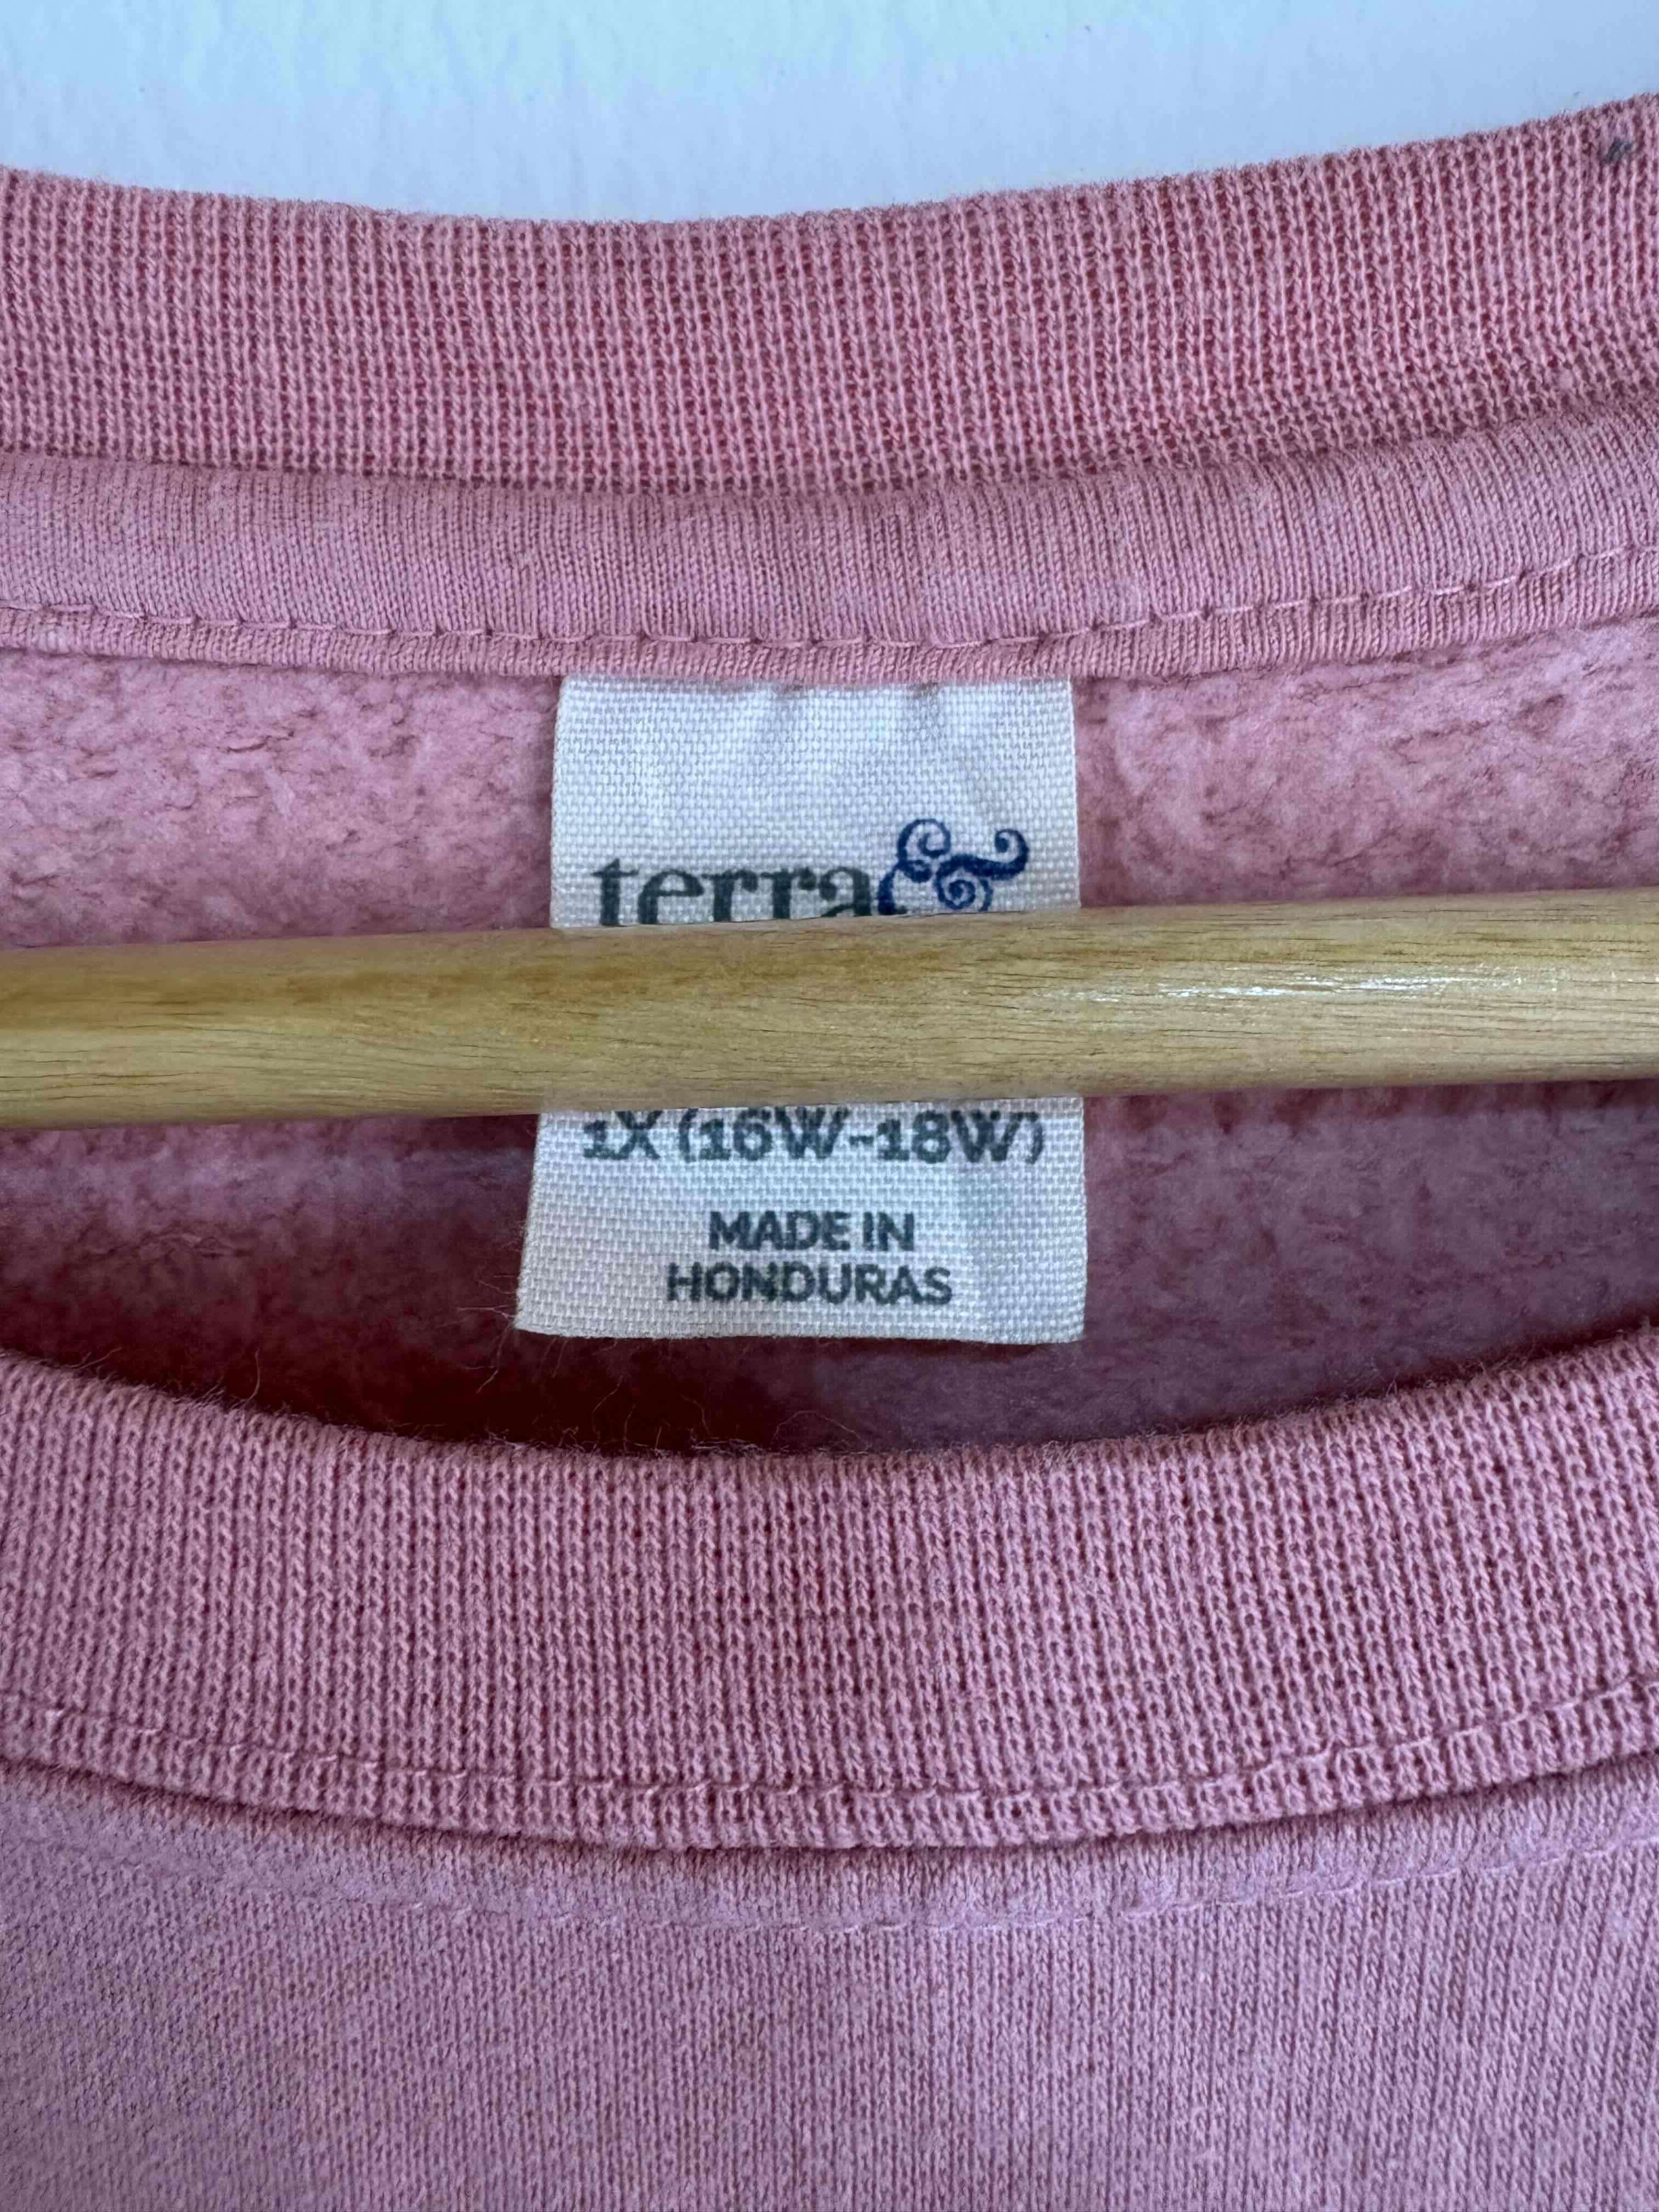 terra&
1X (16W-18W)
MADE IN
HONDURAS